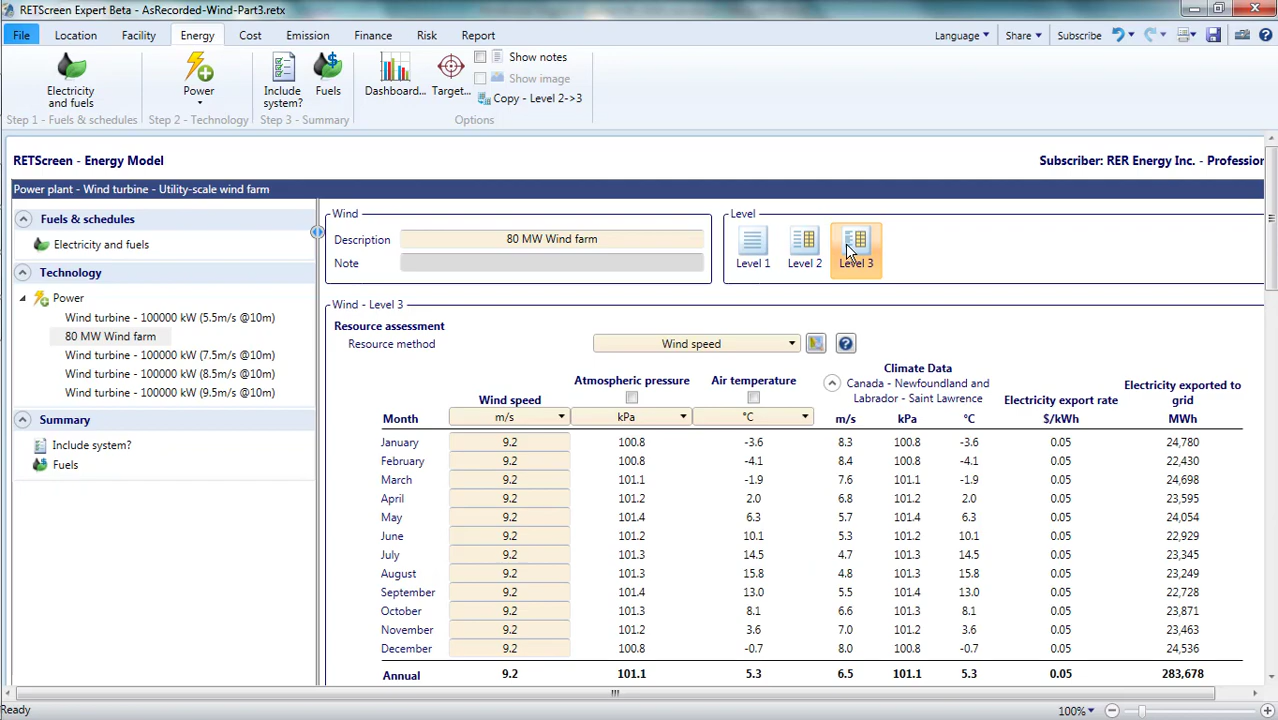 RETScreen Expert Beta - AsRecorded-Wind-Part3.retx
File Location Facility Energy Cost Emission Finance Risk Report Language Share Subscribe
Electricity and fuels
Power
Include system?
Fuels
Dashboard...
Target...
Show notes
Show image
Copy - Level 2->3
Step 1 - Fuels & schedules Step 2 - Technology Step 3 - Summary Options
RETScreen - Energy Model Subscriber: RER Energy Inc. - Professio
Power plant - Wind turbine - Utility-scale wind farm
Fuels & schedules
Electricity and fuels
Technology
Power
Wind turbine - 100000 kW (5.5m/s @10m)
80 MW Wind farm
Wind turbine - 100000 kW (7.5m/s @10m)
Wind turbine - 100000 kW (8.5m/s @10m)
Wind turbine - 100000 kW (9.5m/s @10m)
Summary
Include system?
Fuels
Wind
Description 80 MW Wind farm
Note
Level
Level 1 Level 2 Level 3
Wind - Level 3
Resource assessment
Resource method Wind speed
Climate Data
Canada - Newfoundland and
Labrador - Saint Lawrence
Atmospheric pressure Air temperature
Electricity exported to
grid
Wind speed Electricity export rate
Month m/s kPa °C m/s kPa °C $/kWh MWh
January 9.2 100.8 -3.6 8.3 100.8 -3.6 0.05 24,780
February 9.2 100.8 -4.1 8.4 100.8 -4.1 0.05 22,430
March 9.2 101.1 -1.9 7.6 101.1 -1.9 0.05 24,698
April 9.2 101.2 2.0 6.8 101.2 2.0 0.05 23,595
May 9.2 101.4 6.3 5.7 101.4 6.3 0.05 24,054
June 9.2 101.2 10.1 5.3 101.2 10.1 0.05 22,929
July 9.2 101.3 14.5 4.7 101.3 14.5 0.05 23,345
August 9.2 101.3 15.8 4.8 101.3 15.8 0.05 23,249
September 9.2 101.4 13.0 5.5 101.4 13.0 0.05 22,728
October 9.2 101.3 8.1 6.6 101.3 8.1 0.05 23,871
November 9.2 101.2 3.6 7.0 101.2 3.6 0.05 23,463
December 9.2 100.8 -0.7 8.0 100.8 -0.7 0.05 24,536
Annual 9.2 101.1 5.3 6.5 101.1 5.3 0.05 283,678
Ready 100%